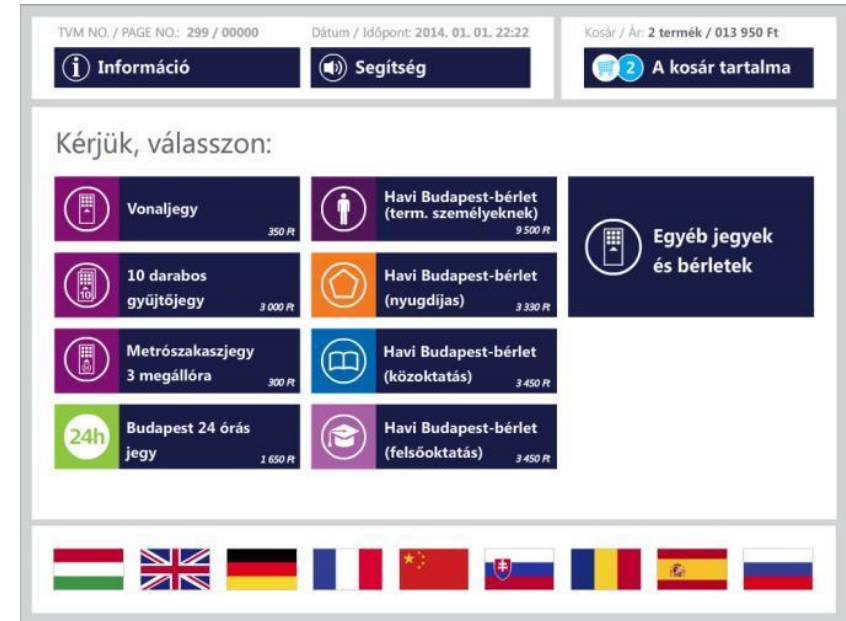 TVM NO. / PAGE NO.: 299 / 00000
Dátum / Időpont: 2014. 01. 01. 22:22
Kosár / Ár: 2 termék / 013 950 Ft
i Információ
Segítség
2 A kosár tartalma
Kérjük, válasszon:
Vonaljegy
350 Ft
Havi Budapest-bérlet
(term. személyeknek)
9 500 Ft
Egyéb jegyek
és bérletek
10 darabos
gyűjtőjegy
10
3 000 Ft
Havi Budapest-bérlet
(nyugdíjas)
3 330 Ft
Metrószakaszjegy
3 megállóra
300 Ft
Havi Budapest-bérlet
(közoktatás)
3 450 Ft
24h
Budapest 24 órás
jegy
1 650 Ft
Havi Budapest-bérlet
(felsőoktatás)
3 450 Ft